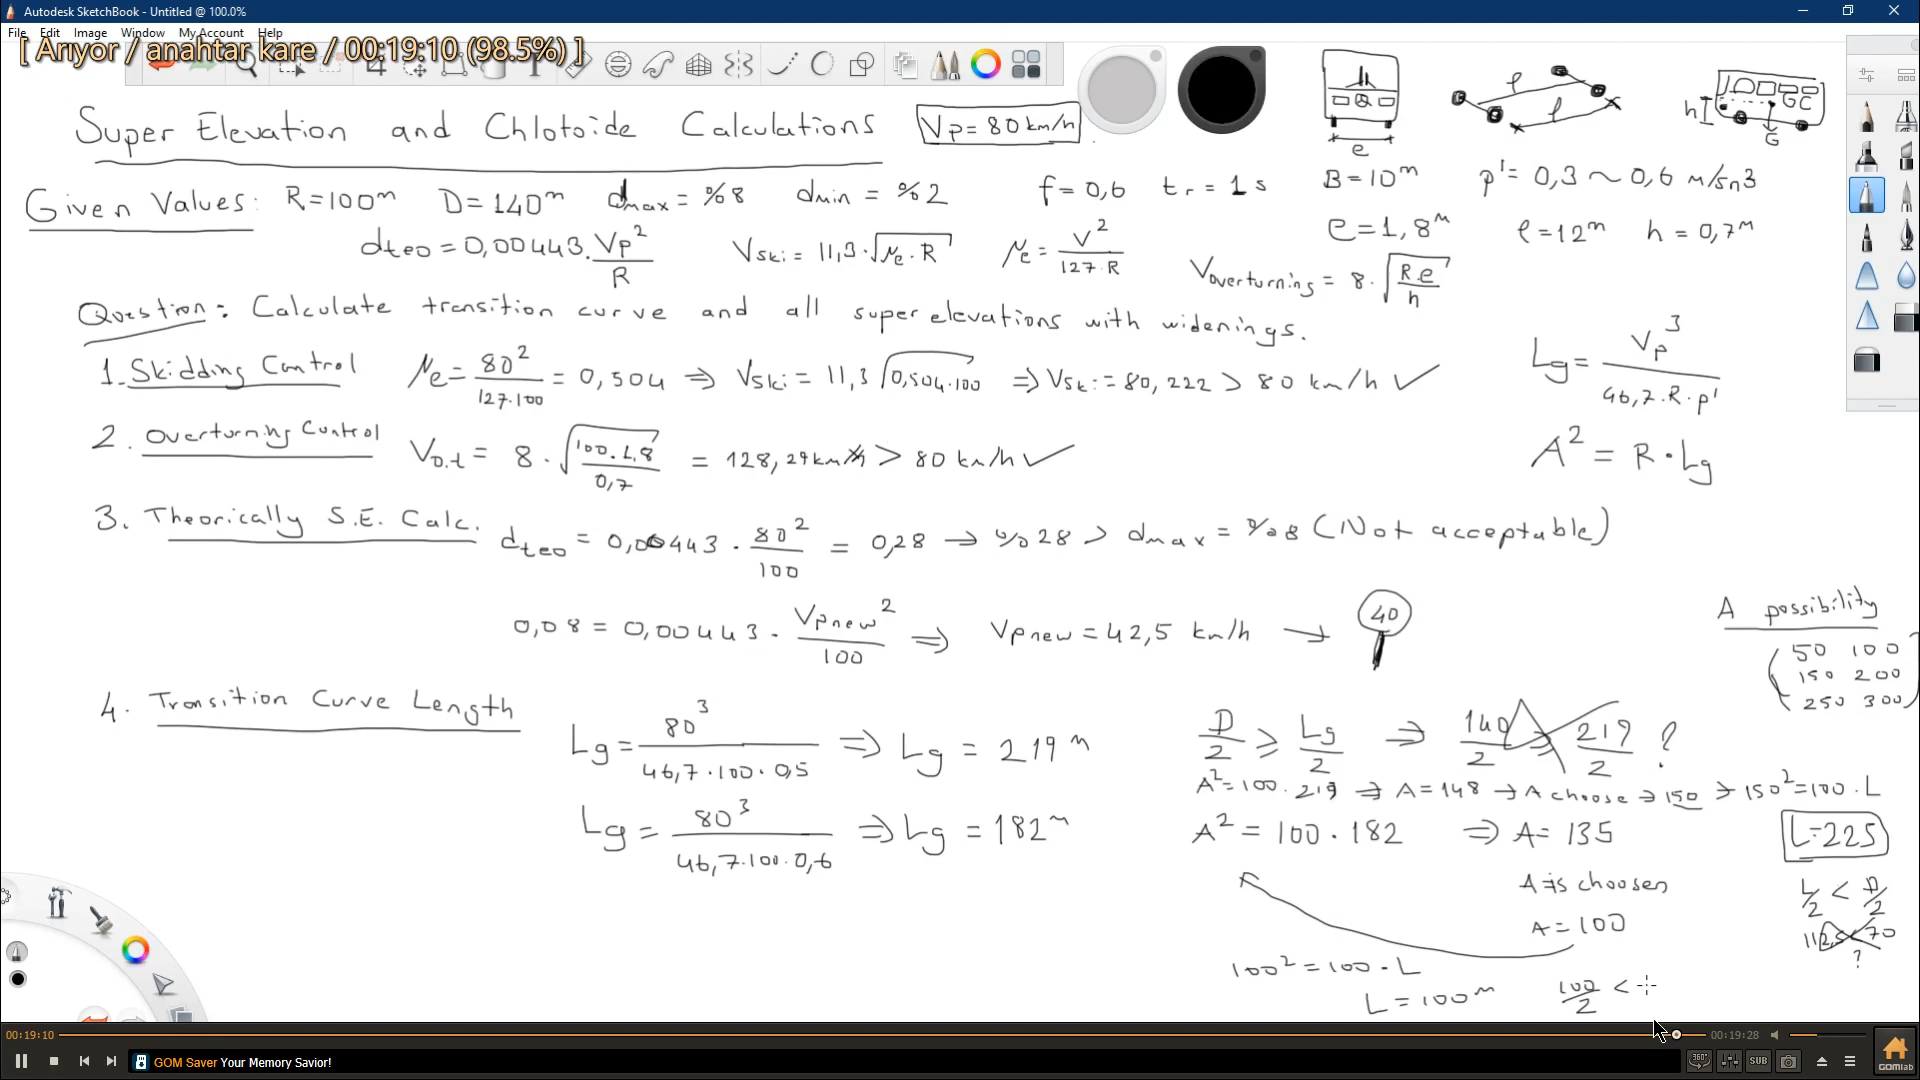 Autodesk SketchBook - Untitled @ 100.0%
File Edit Image Window My Account Help
[ Arıyor / anahtar kare / 00:19:10 (98.5%) ]
Super Elevation and Chlotoide Calculations Vp = 80 km/h
e
l
l
h GC
G
Given Values: R=100m D= 140m dmax = %8 dmin = %2 f = 0,6 tr = 1 s B = 10m p' = 0,3 ~ 0,6 m/sn3
dteo = 0,00443. Vp²/R Vski = 11,3.√μe.R μe = V²/127.R Voverturning = 8.√R.e/h e = 1,8m l = 12m h = 0,7m
Question: Calculate transition curve and all superelevations with widenings.
1. Skidding Control μe = 80²/127.100 = 0,504 ⇒ Vski = 11,3 √0,504.100 ⇒ Vski = 80,222 > 80 km/h ✓
Lg = Vp³/46,7.R.p'
2. Overturning Control Vo.t = 8.√100.1,8/0,7 = 128,29 km/h > 80 km/h ✓
A² = R.Lg
3. Theorically S.E. Calc. dteo = 0,00443 . 80²/100 = 0,28 → %28 > dmax = %8 (Not acceptable)
0,08 = 0,00443 . Vpnew²/100 ⇒ Vpnew = 42,5 km/h → 40
A possibility
50 100
150 200
250 300
4. Transition Curve Length
Lg = 80³/46,7.100.0,5 ⇒ Lg = 219 m
D/2 ≥ Lg/2 ⇒ 140/2 ≥ 219/2 ?
A²=100.219 → A = 148 → A choose → 150 → 150²=100.L
Lg = 80³/46,7.100.0,6 ⇒ Lg = 182m
A² = 100.182 ⇒ A = 135
L=225
A is choosen
A = 100
L/2 < D/2
112,5 < 70
?
100² = 100.L
L = 100m
100/2 <
00:19:10 00:19:28
GOM Saver Your Memory Savior!
360° SUB
GOMlab